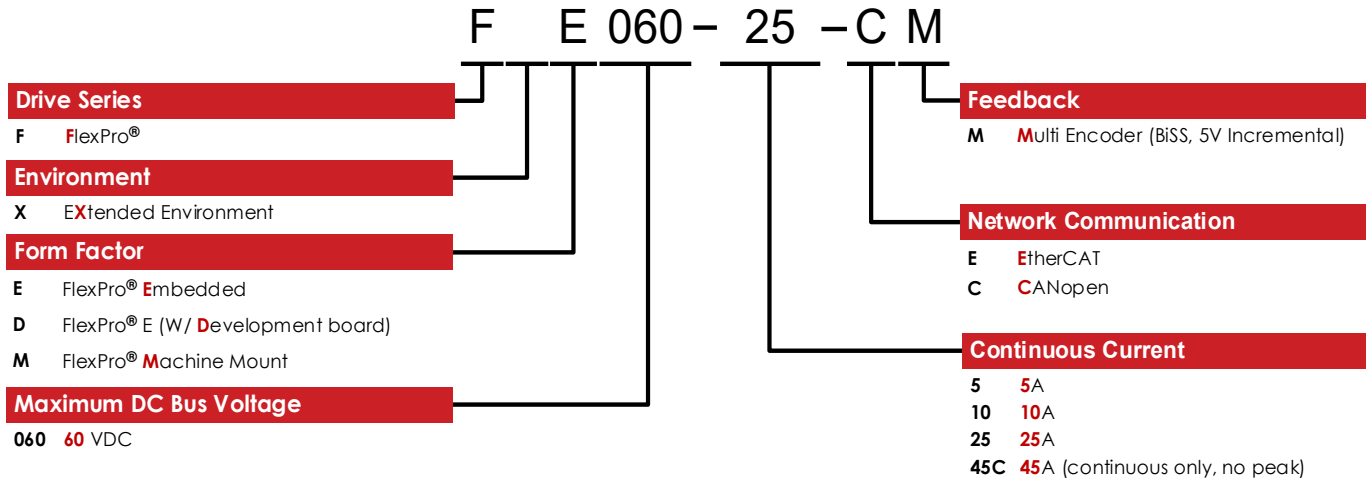 F E 060 – 25 – C M
Drive Series
F FlexPro®
Environment
X EXtended Environment
Form Factor
E FlexPro® Embedded
D FlexPro® E (W/ Development board)
M FlexPro® Machine Mount
Maximum DC Bus Voltage
060 60 VDC
Feedback
M Multi Encoder (BiSS, 5V Incremental)
Network Communication
E EtherCAT
C CANopen
Continuous Current
5 5A
10 10A
25 25A
45C 45A (continuous only, no peak)